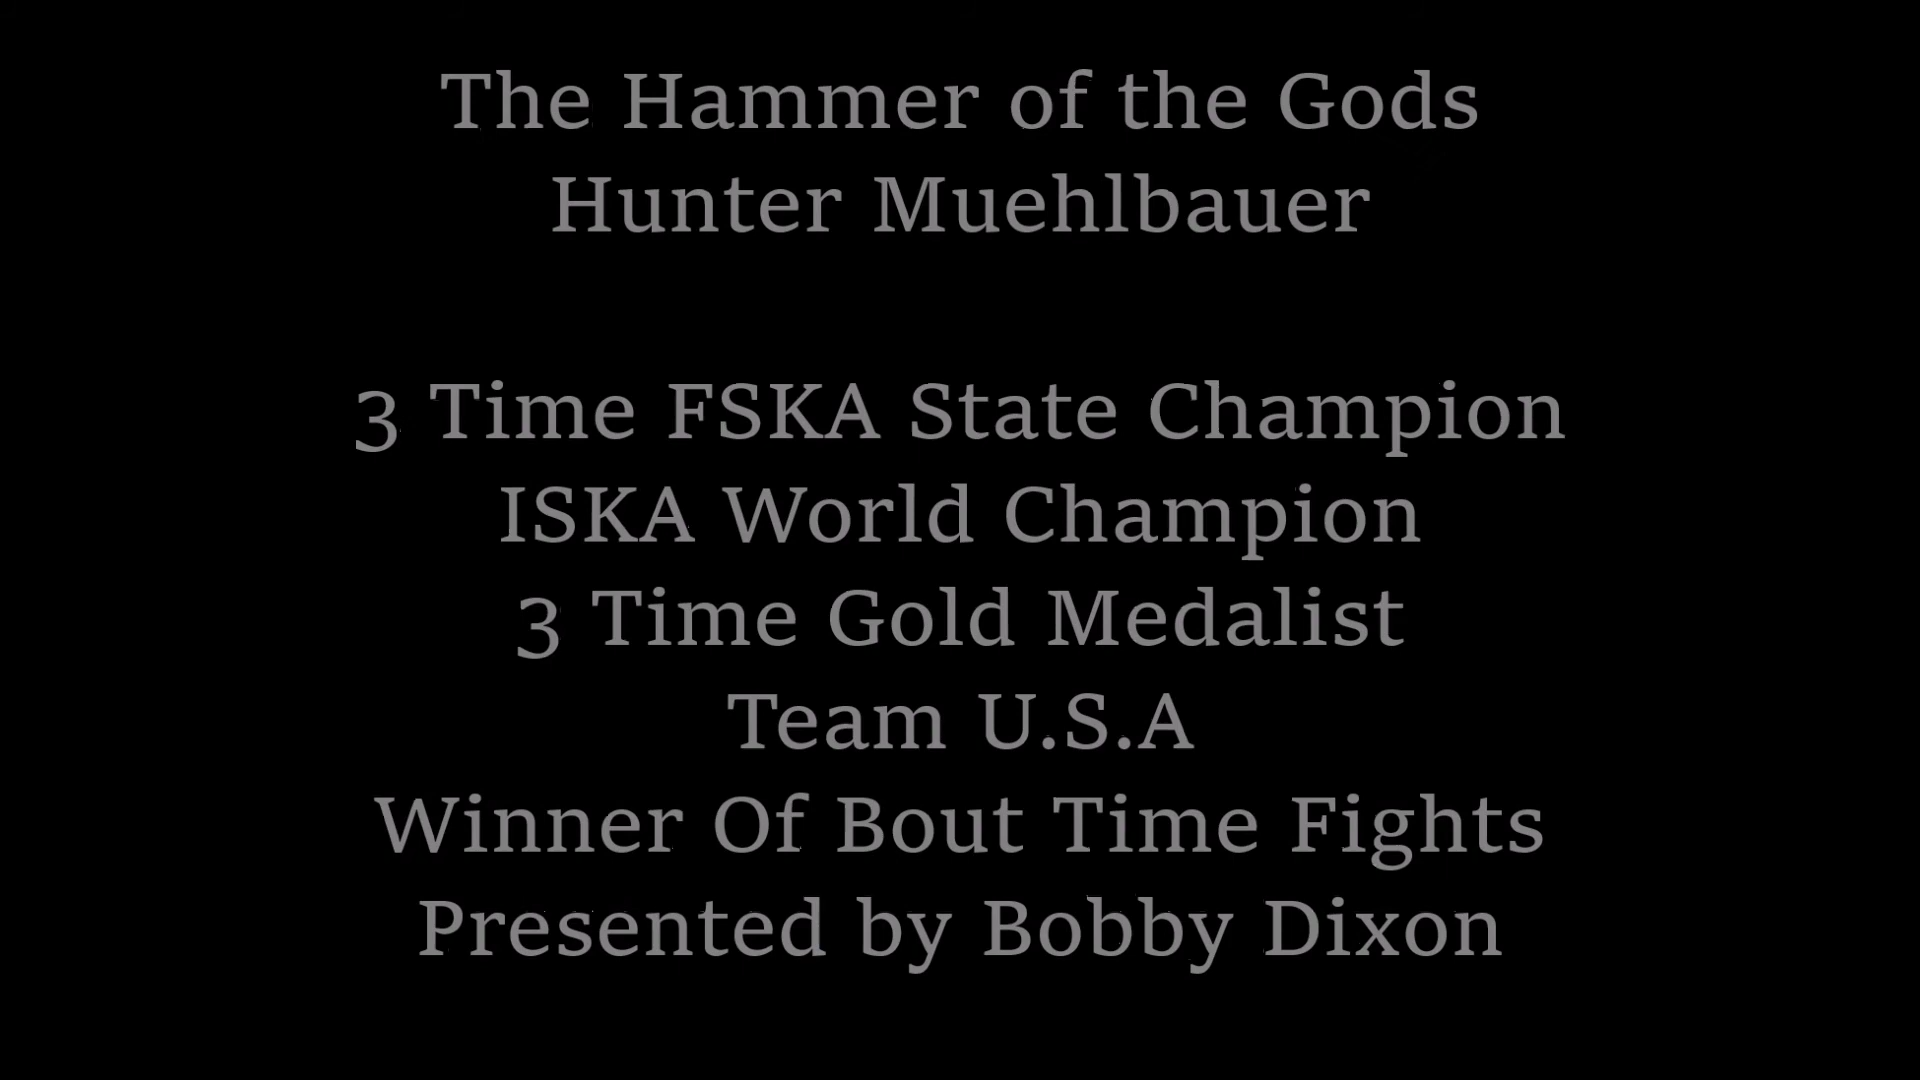 The Hammer of the Gods
Hunter Muehlbauer
3 Time FSKA State Champion
ISKA World Champion
3 Time Gold Medalist
Team U.S.A
Winner Of Bout Time Fights
Presented by Bobby Dixon